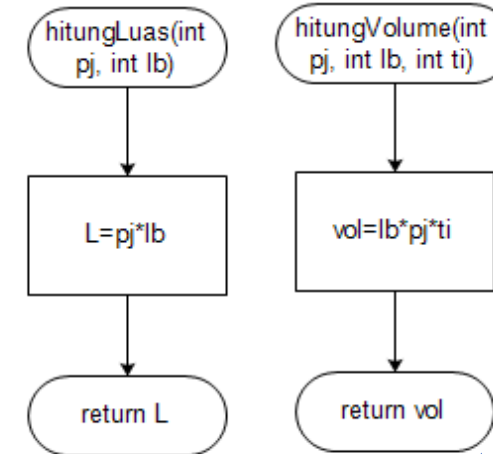 hitungLuas(int
pj, int lb)
L=pj*lb
return L
hitungVolume(int
pj, int lb, int ti)
vol=lb*pj*ti
return vol